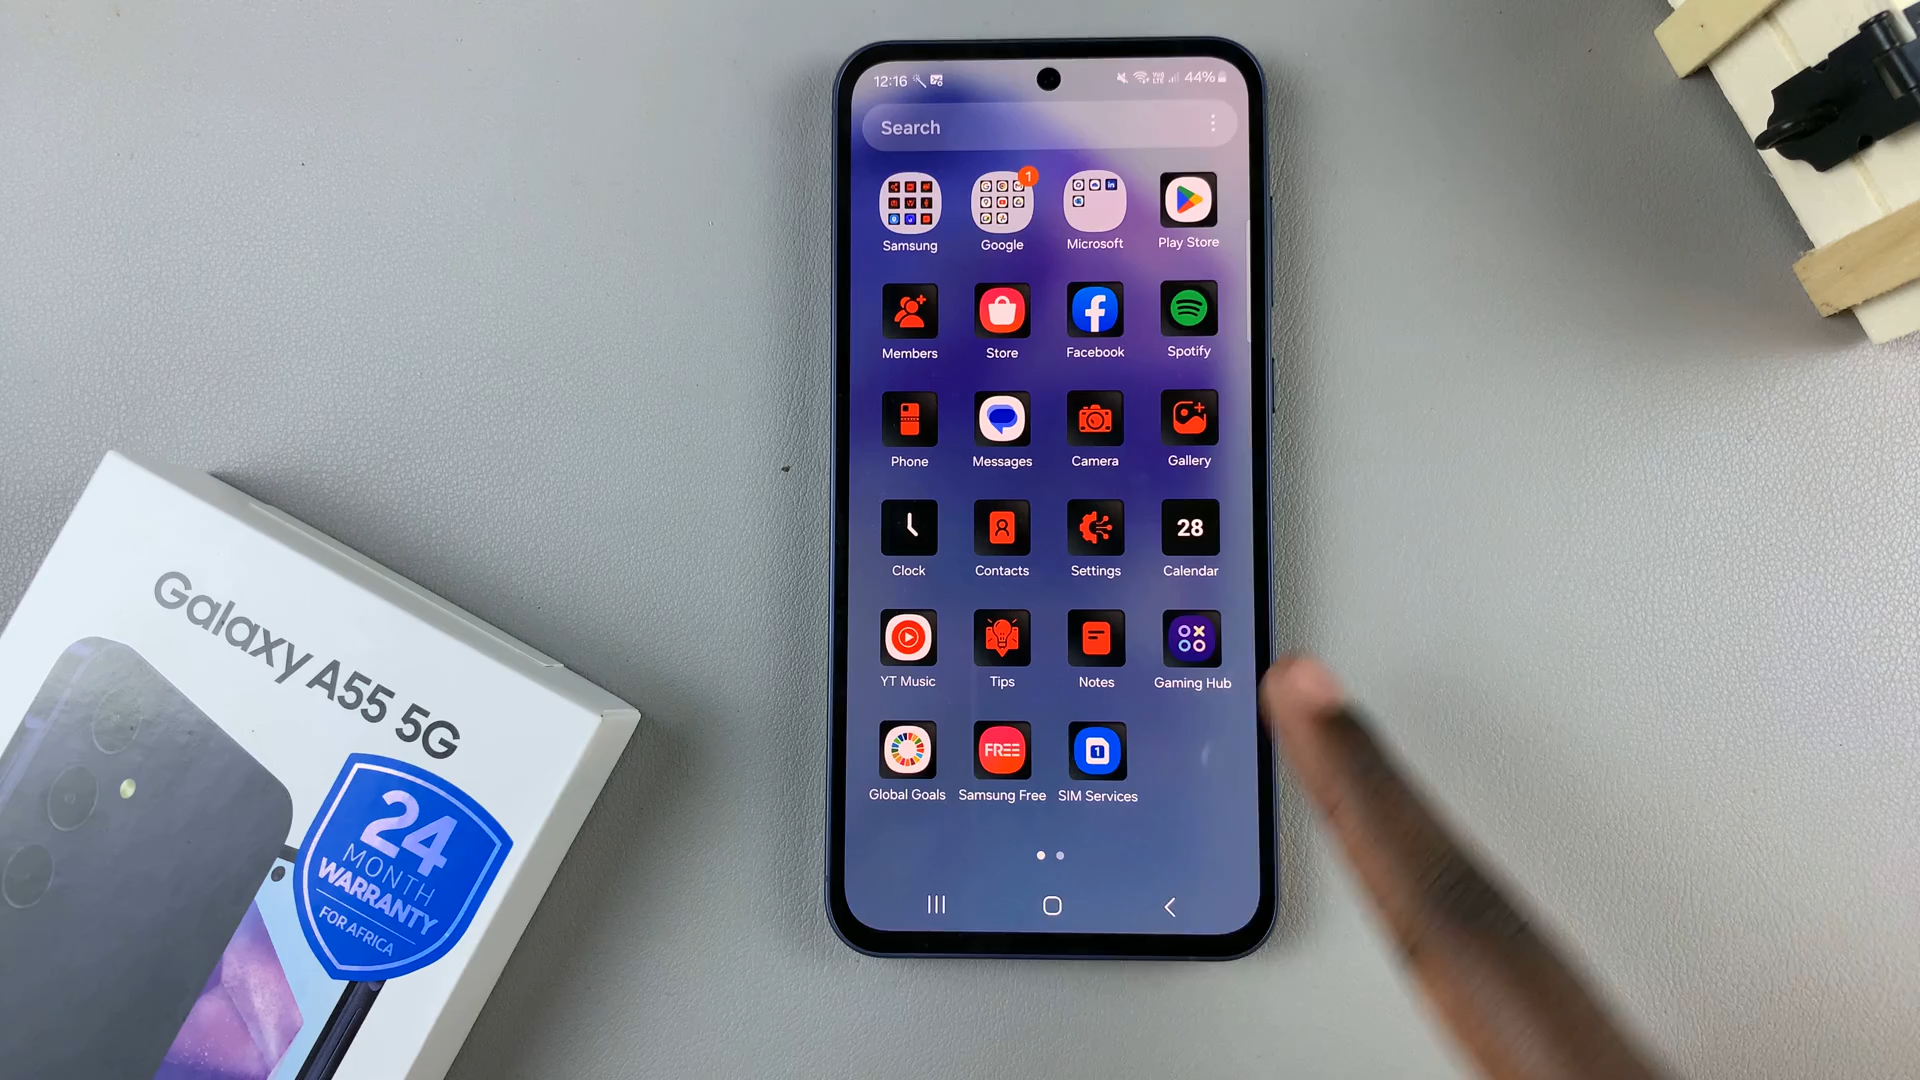 12:16
44%
Search
1
Samsung
Google
Microsoft
Play Store
Members
Store
Facebook
Spotify
Phone
Messages
Camera
Gallery
28
Clock
Contacts
Settings
Calendar
YT Music
Tips
Notes
Gaming Hub
FREE
1
Global Goals
Samsung Free
SIM Services
Galaxy A55 5G
24
MONTH
WARRANTY
FOR AFRICA